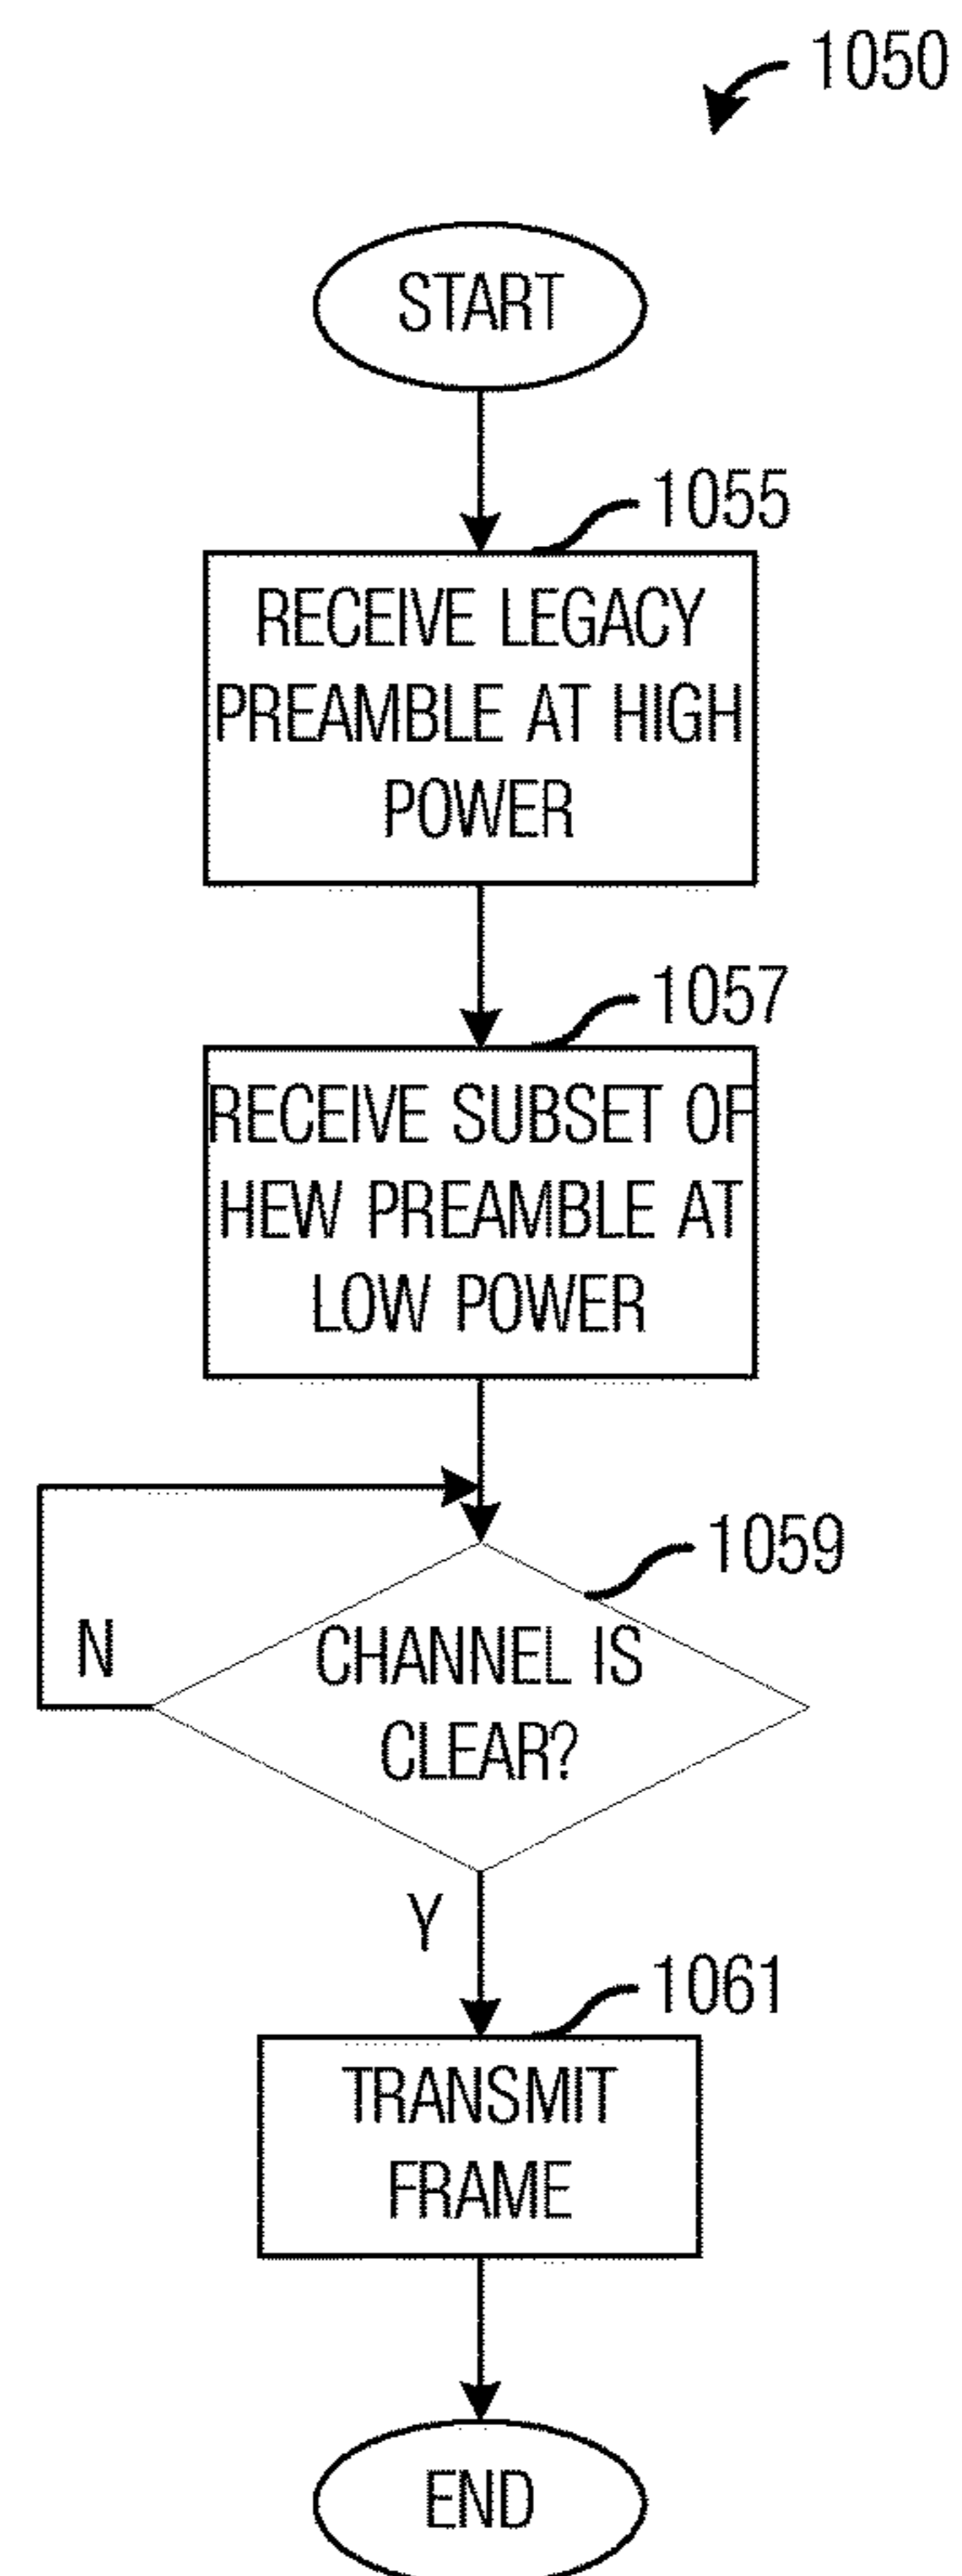 1050
START
1055
RECEIVE LEGACY
PREAMBLE AT HIGH
POWER
1057
RECEIVE SUBSET OF
HEW PREAMBLE AT
LOW POWER
1059
CHANNEL IS
CLEAR?
N
Y
1061
TRANSMIT
FRAME
END